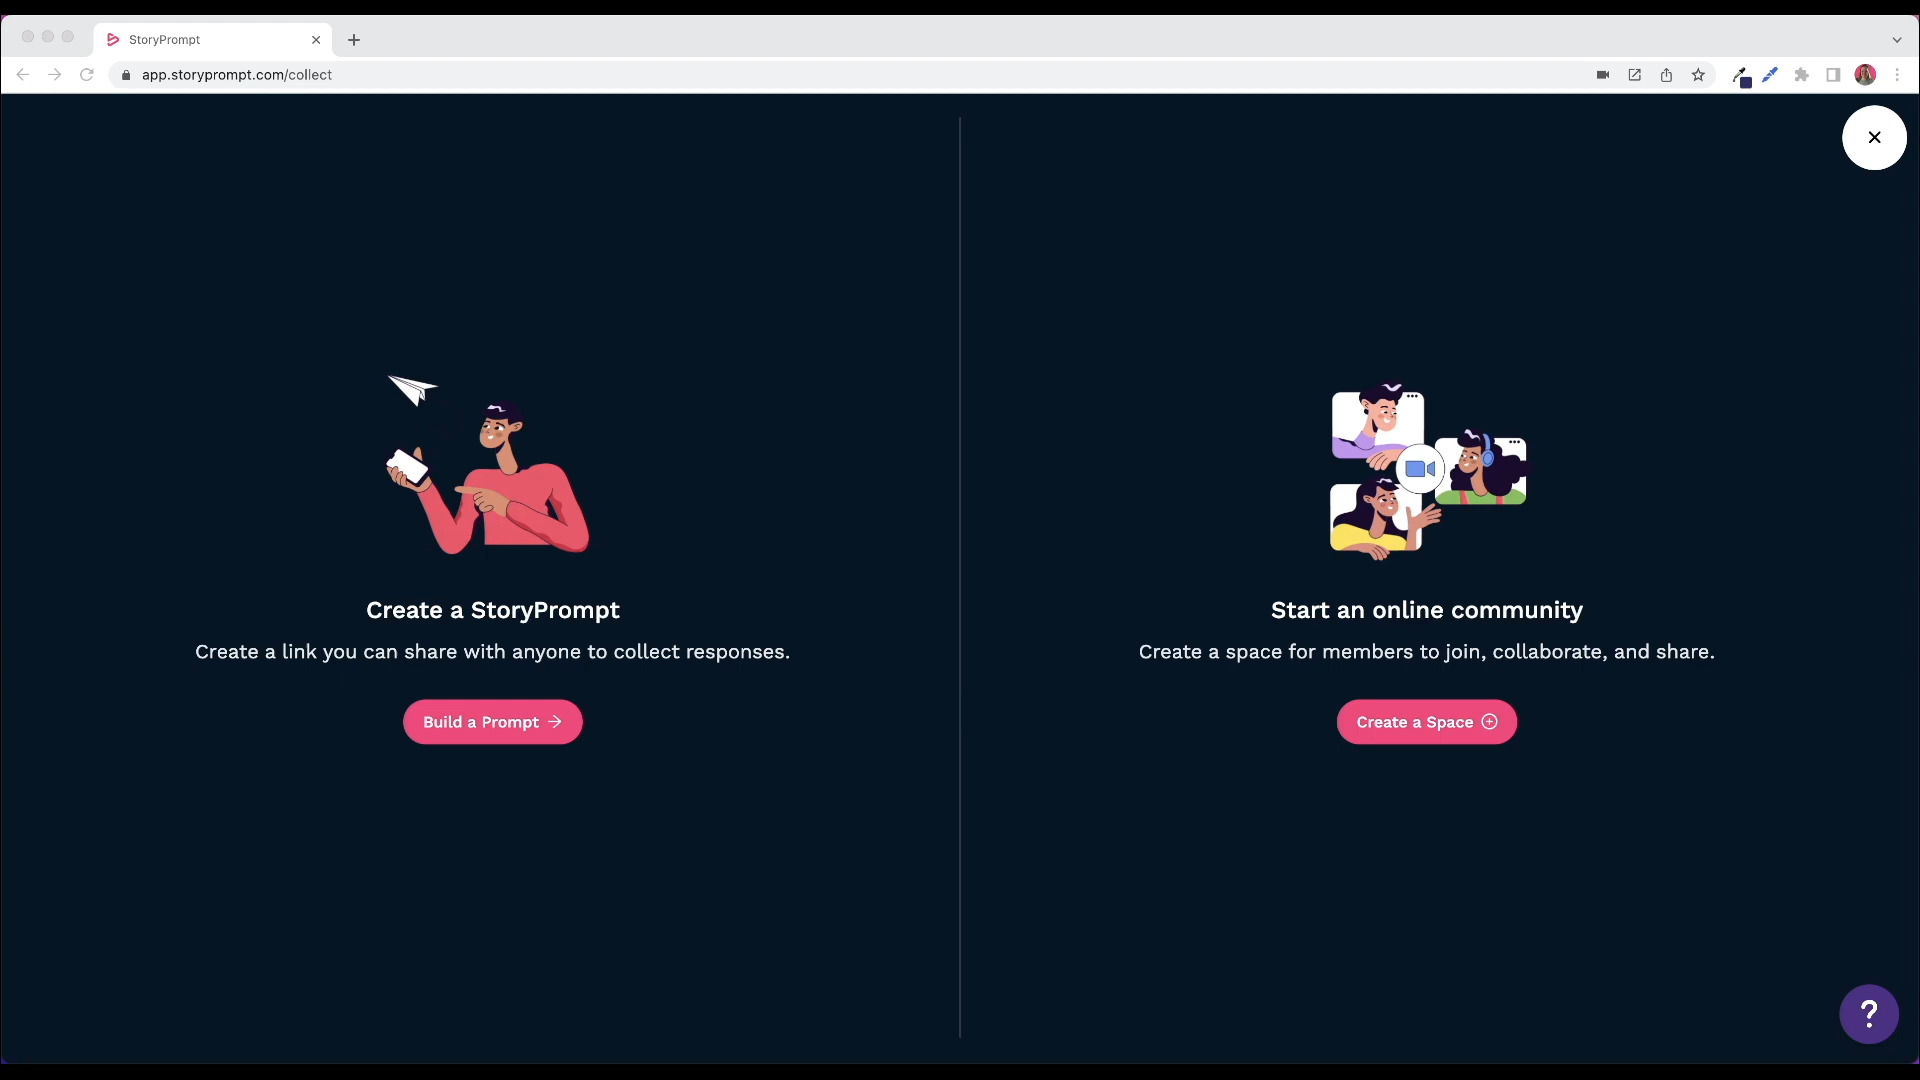 StoryPrompt
app.storyprompt.com/collect
Create a StoryPrompt
Create a link you can share with anyone to collect responses.
Build a Prompt
Start an online community
Create a space for members to join, collaborate, and share.
Create a Space
?